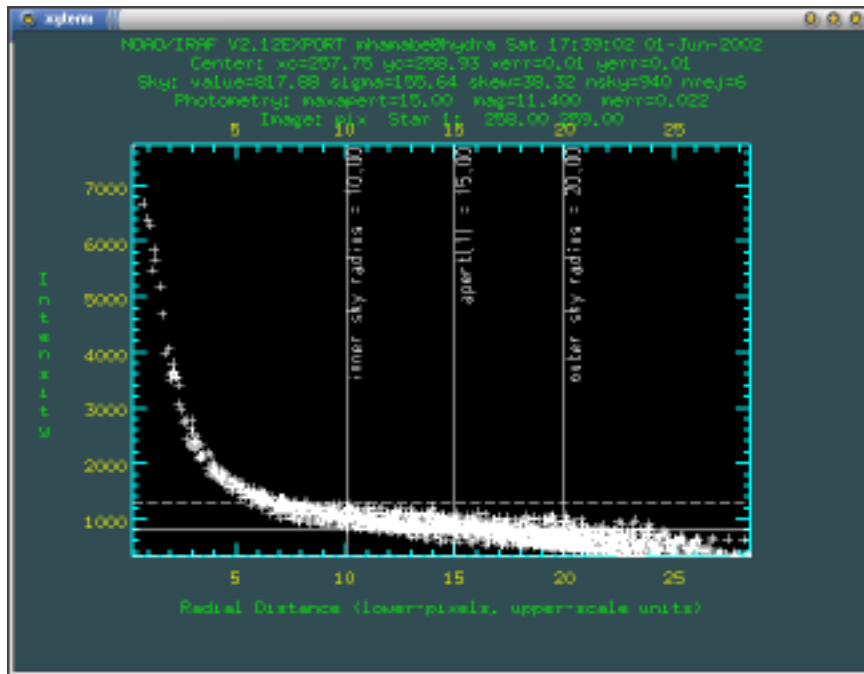 xgterm
NOAO/IRAF V2.12EXPORT mhamabe@hydra Sat 17:39:02 01-Jun-2002
Center: xc=257.75 yc=258.93 xerr=0.01 yerr=0.01
Sky: value=817.88 sigma=155.64 skew=38.32 nsky=940 nrej=6
Photometry: maxapert=15.00 mag=11.400 merr=0.022
Image: pix Star 1: 258.00 259.00
5 10 15 20 25
7000
6000
5000
4000
3000
2000
1000
Intensity
inner sky radius = 10.00
apert[1] = 15.00
outer sky radius = 20.00
5 10 15 20 25
Radial Distance (lower-pixels, upper-scale units)